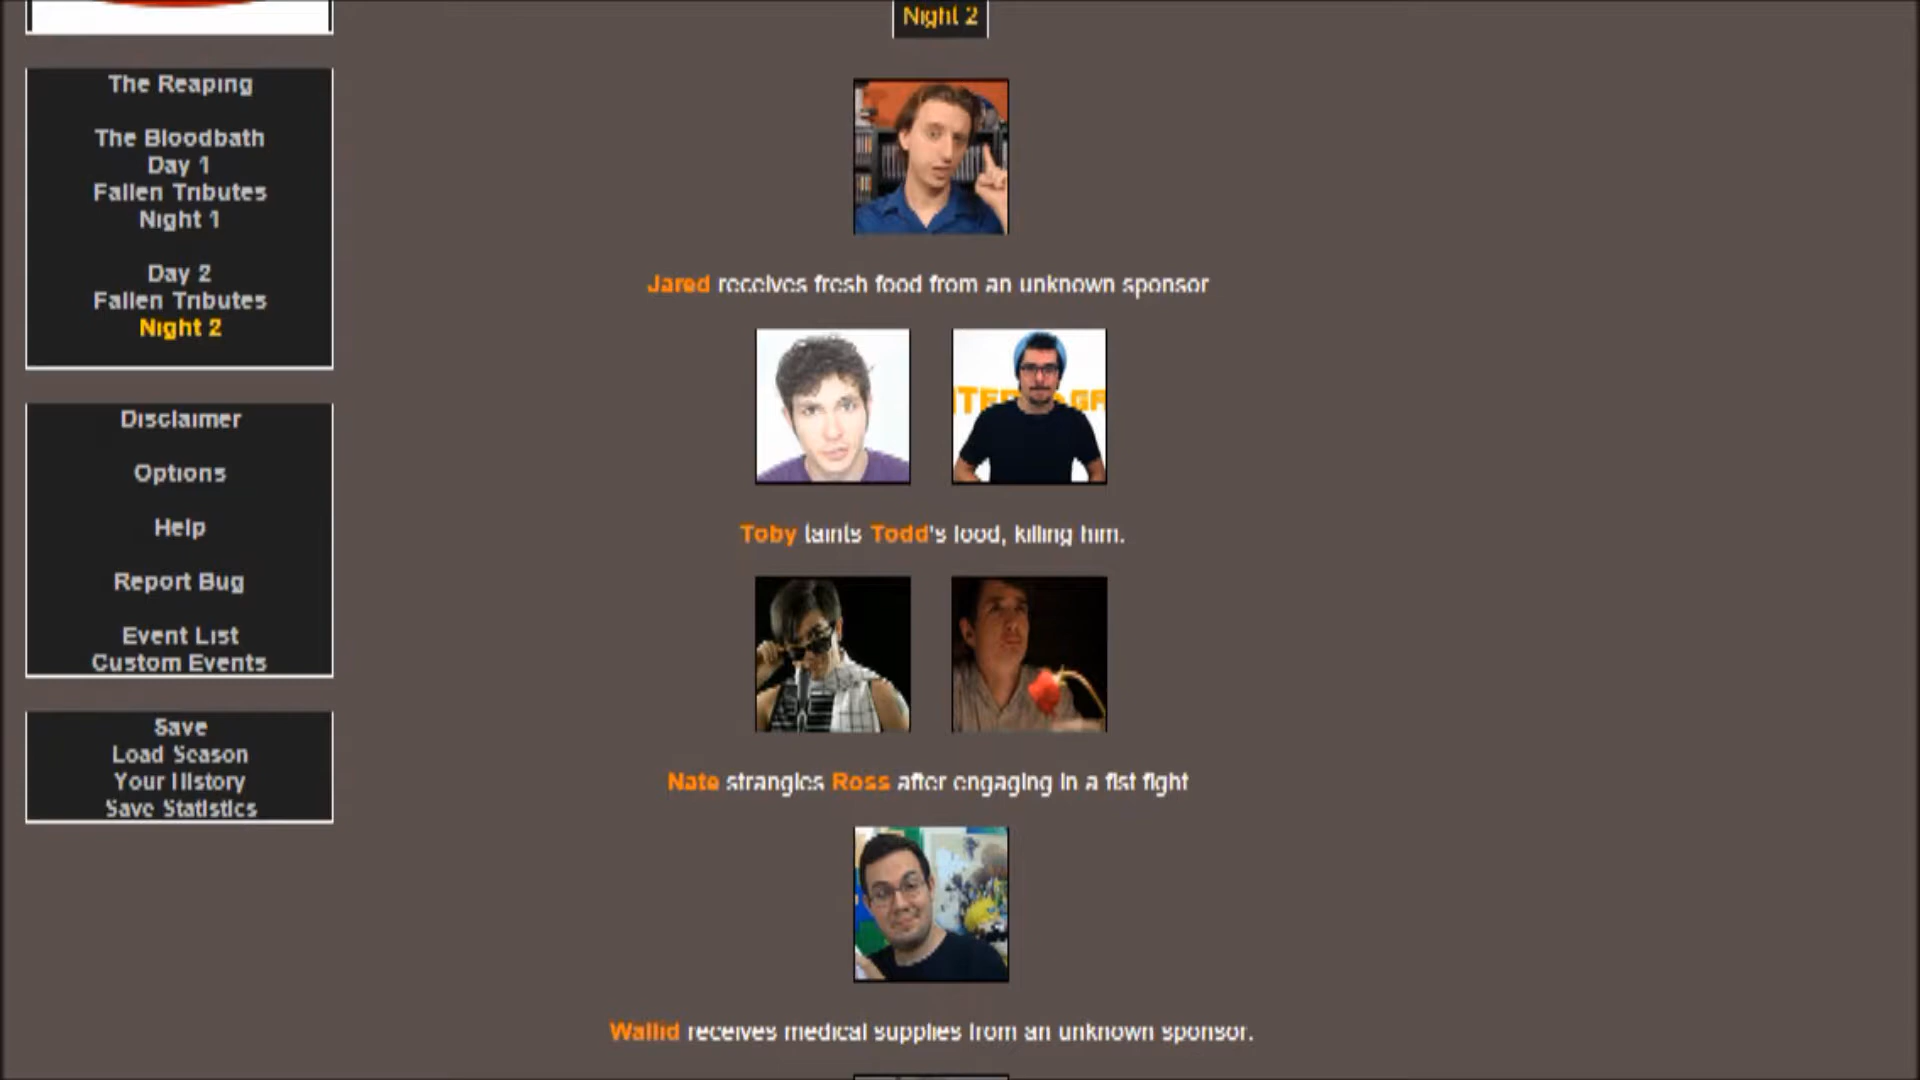 Night 2
The Reaping
The Bloodbath
Day 1
Fallen Tributes
Night 1
Day 2
Fallen Tributes
Night 2
Disclaimer
Options
Help
Report Bug
Event List
Custom Events
Save
Load Season
Your History
Save Statistics
Jared receives fresh food from an unknown sponsor
Toby taints Todd's food, killing him.
Nate strangles Ross after engaging in a fist fight
Wallid receives medical supplies from an unknown sponsor.